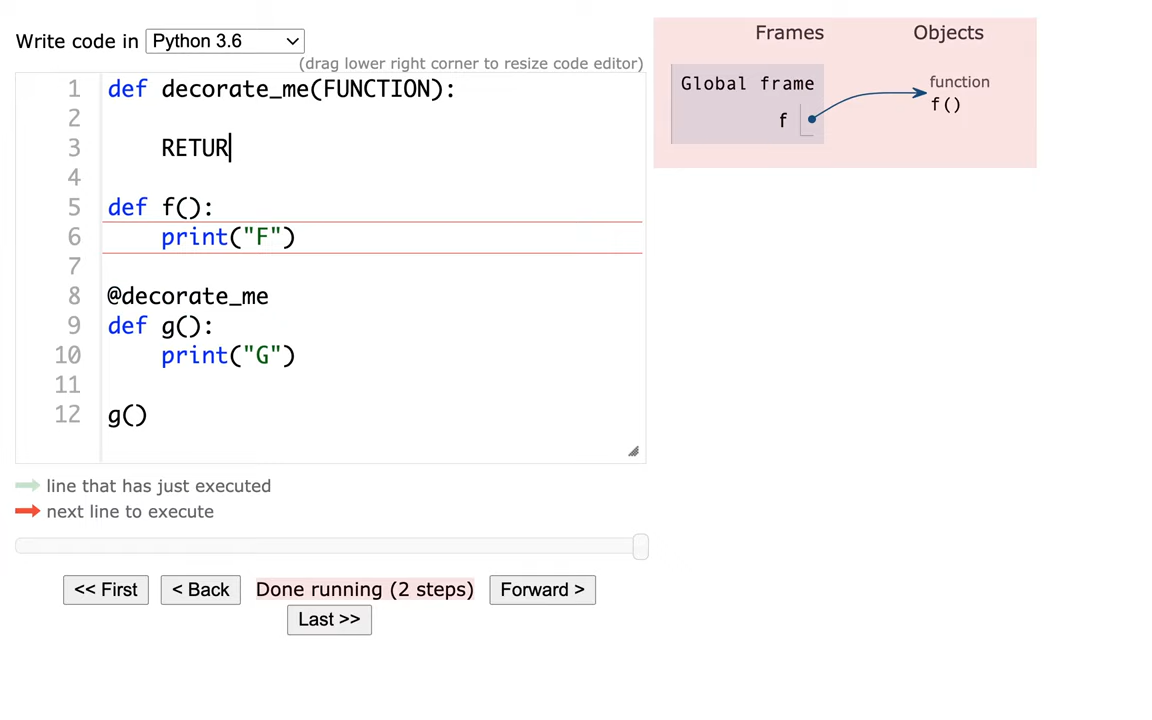 Write code in Python 3.6
(drag lower right corner to resize code editor)
1 def decorate_me(FUNCTION):
2
3     RETUR
4
5 def f():
6     print("F")
7
8 @decorate_me
9 def g():
10     print("G")
11
12 g()
line that has just executed
next line to execute
<< First < Back Done running (2 steps) Forward >
Last >>
Frames Objects
Global frame
f
function
f()